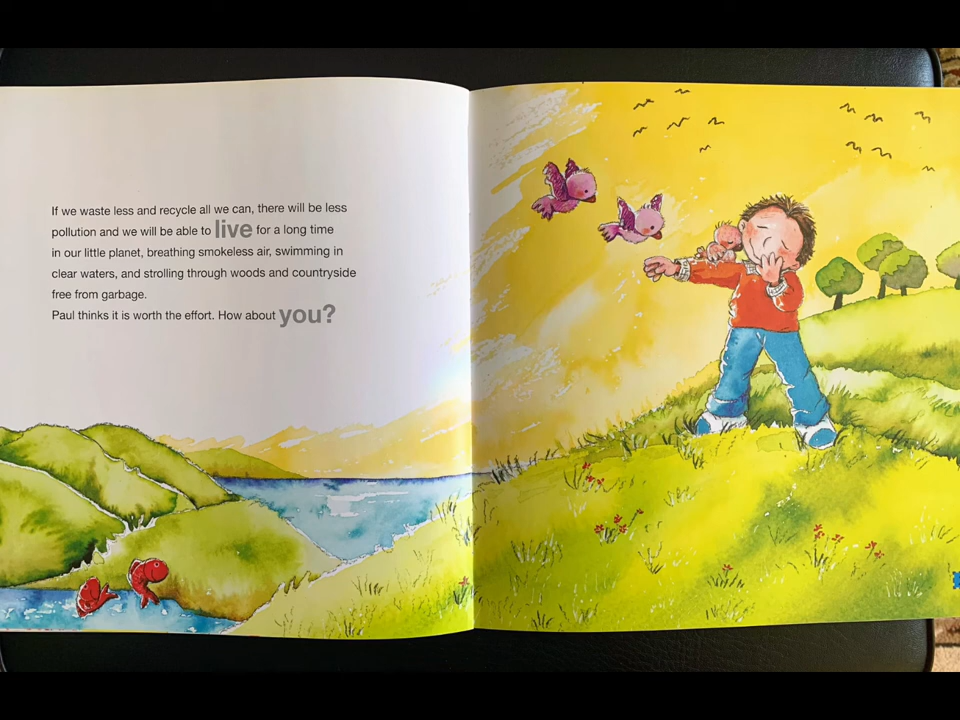 If we waste less and recycle all we can, there will be less
pollution and we will be able to live for a long time
in our little planet, breathing smokeless air, swimming in
clear waters, and strolling through woods and countryside
free from garbage.
Paul thinks it is worth the effort. How about you?